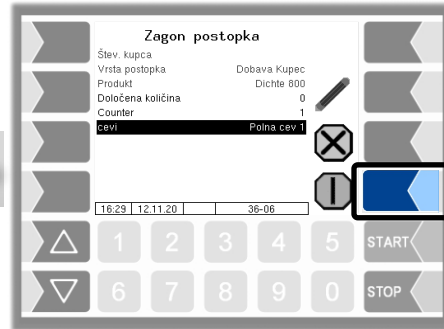 Zagon postopka
Štev. kupca
Vrsta postopka Dobava Kupec
Produkt Dichte 800
Določena količina 0
Counter 1
cevi Polna cev 1
16:29 12.11.20 36-06
1 2 3 4 5 START
6 7 8 9 0 STOP